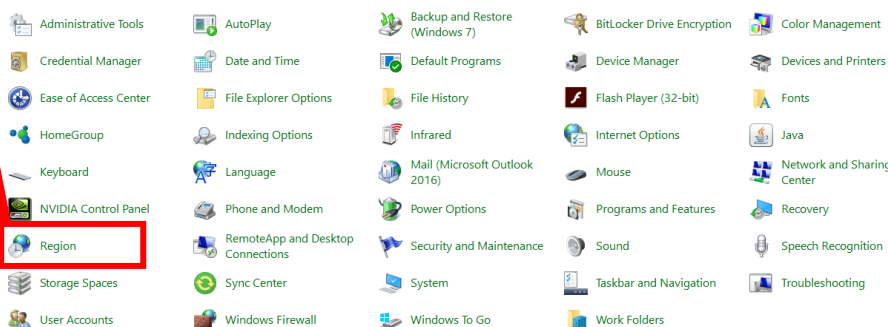 Administrative Tools
AutoPlay
Backup and Restore
(Windows 7)
BitLocker Drive Encryption
Color Management
Credential Manager
Date and Time
Default Programs
Device Manager
Devices and Printers
Ease of Access Center
File Explorer Options
File History
Flash Player (32-bit)
Fonts
HomeGroup
Indexing Options
Infrared
Internet Options
Java
Keyboard
Language
Mail (Microsoft Outlook
2016)
Mouse
Network and Sharing
Center
NVIDIA Control Panel
Phone and Modem
Power Options
Programs and Features
Recovery
Region
RemoteApp and Desktop
Connections
Security and Maintenance
Sound
Speech Recognition
Storage Spaces
Sync Center
System
Taskbar and Navigation
Troubleshooting
User Accounts
Windows Firewall
Windows To Go
Work Folders